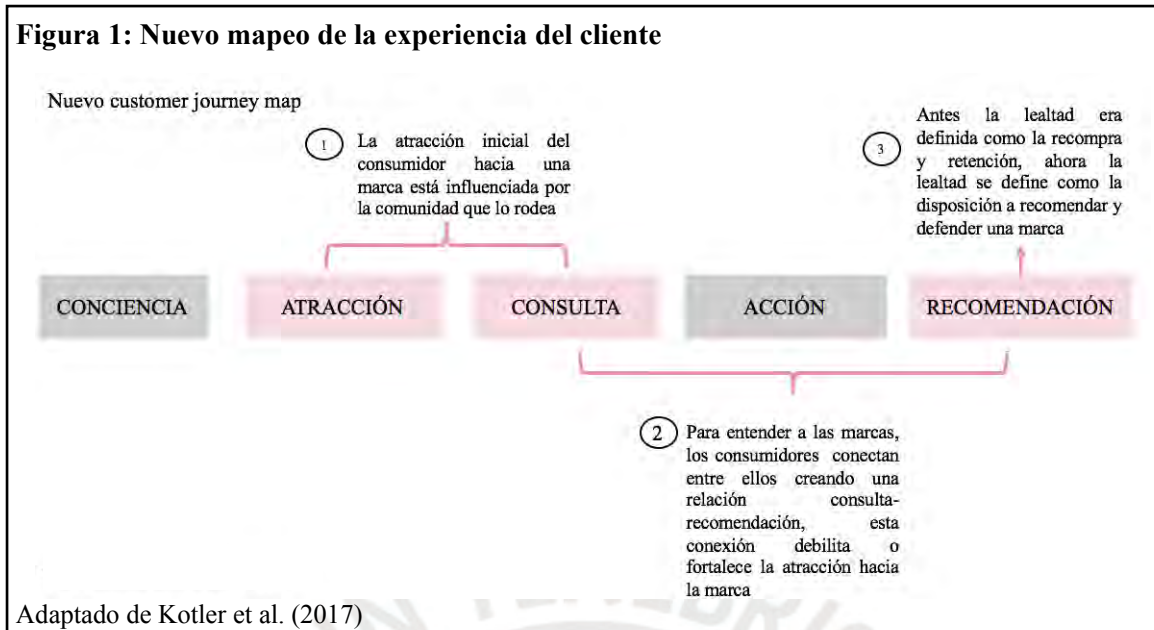 Figura 1: Nuevo mapeo de la experiencia del cliente
Nuevo customer journey map
1
La atracción inicial del
consumidor hacia una
marca está influenciada por
la comunidad que lo rodea
3
Antes la lealtad era
definida como la recompra
y retención, ahora la
lealtad se define como la
disposición a recomendar y
defender una marca
CONCIENCIA
ATRACCIÓN
CONSULTA
ACCIÓN
RECOMENDACIÓN
2
Para entender a las marcas,
los consumidores conectan
entre ellos creando una
relación consulta-
recomendación, esta
conexión debilita o
fortalece la atracción hacia
la marca
Adaptado de Kotler et al. (2017)